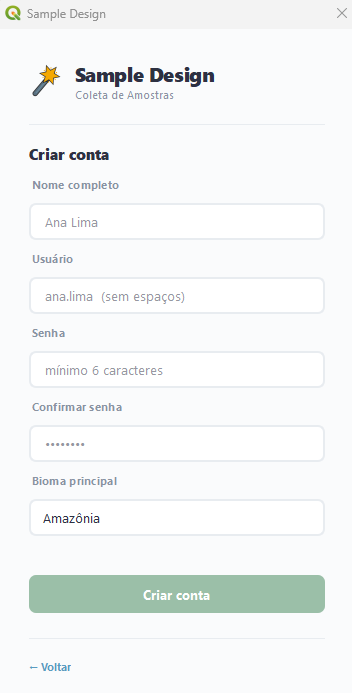 Sample Design
Sample Design
Coleta de Amostras
Criar conta
Nome completo
Ana Lima
Usuário
ana.lima  (sem espaços)
Senha
mínimo 6 caracteres
Confirmar senha
••••••••
Bioma principal
Amazônia
Criar conta
← Voltar